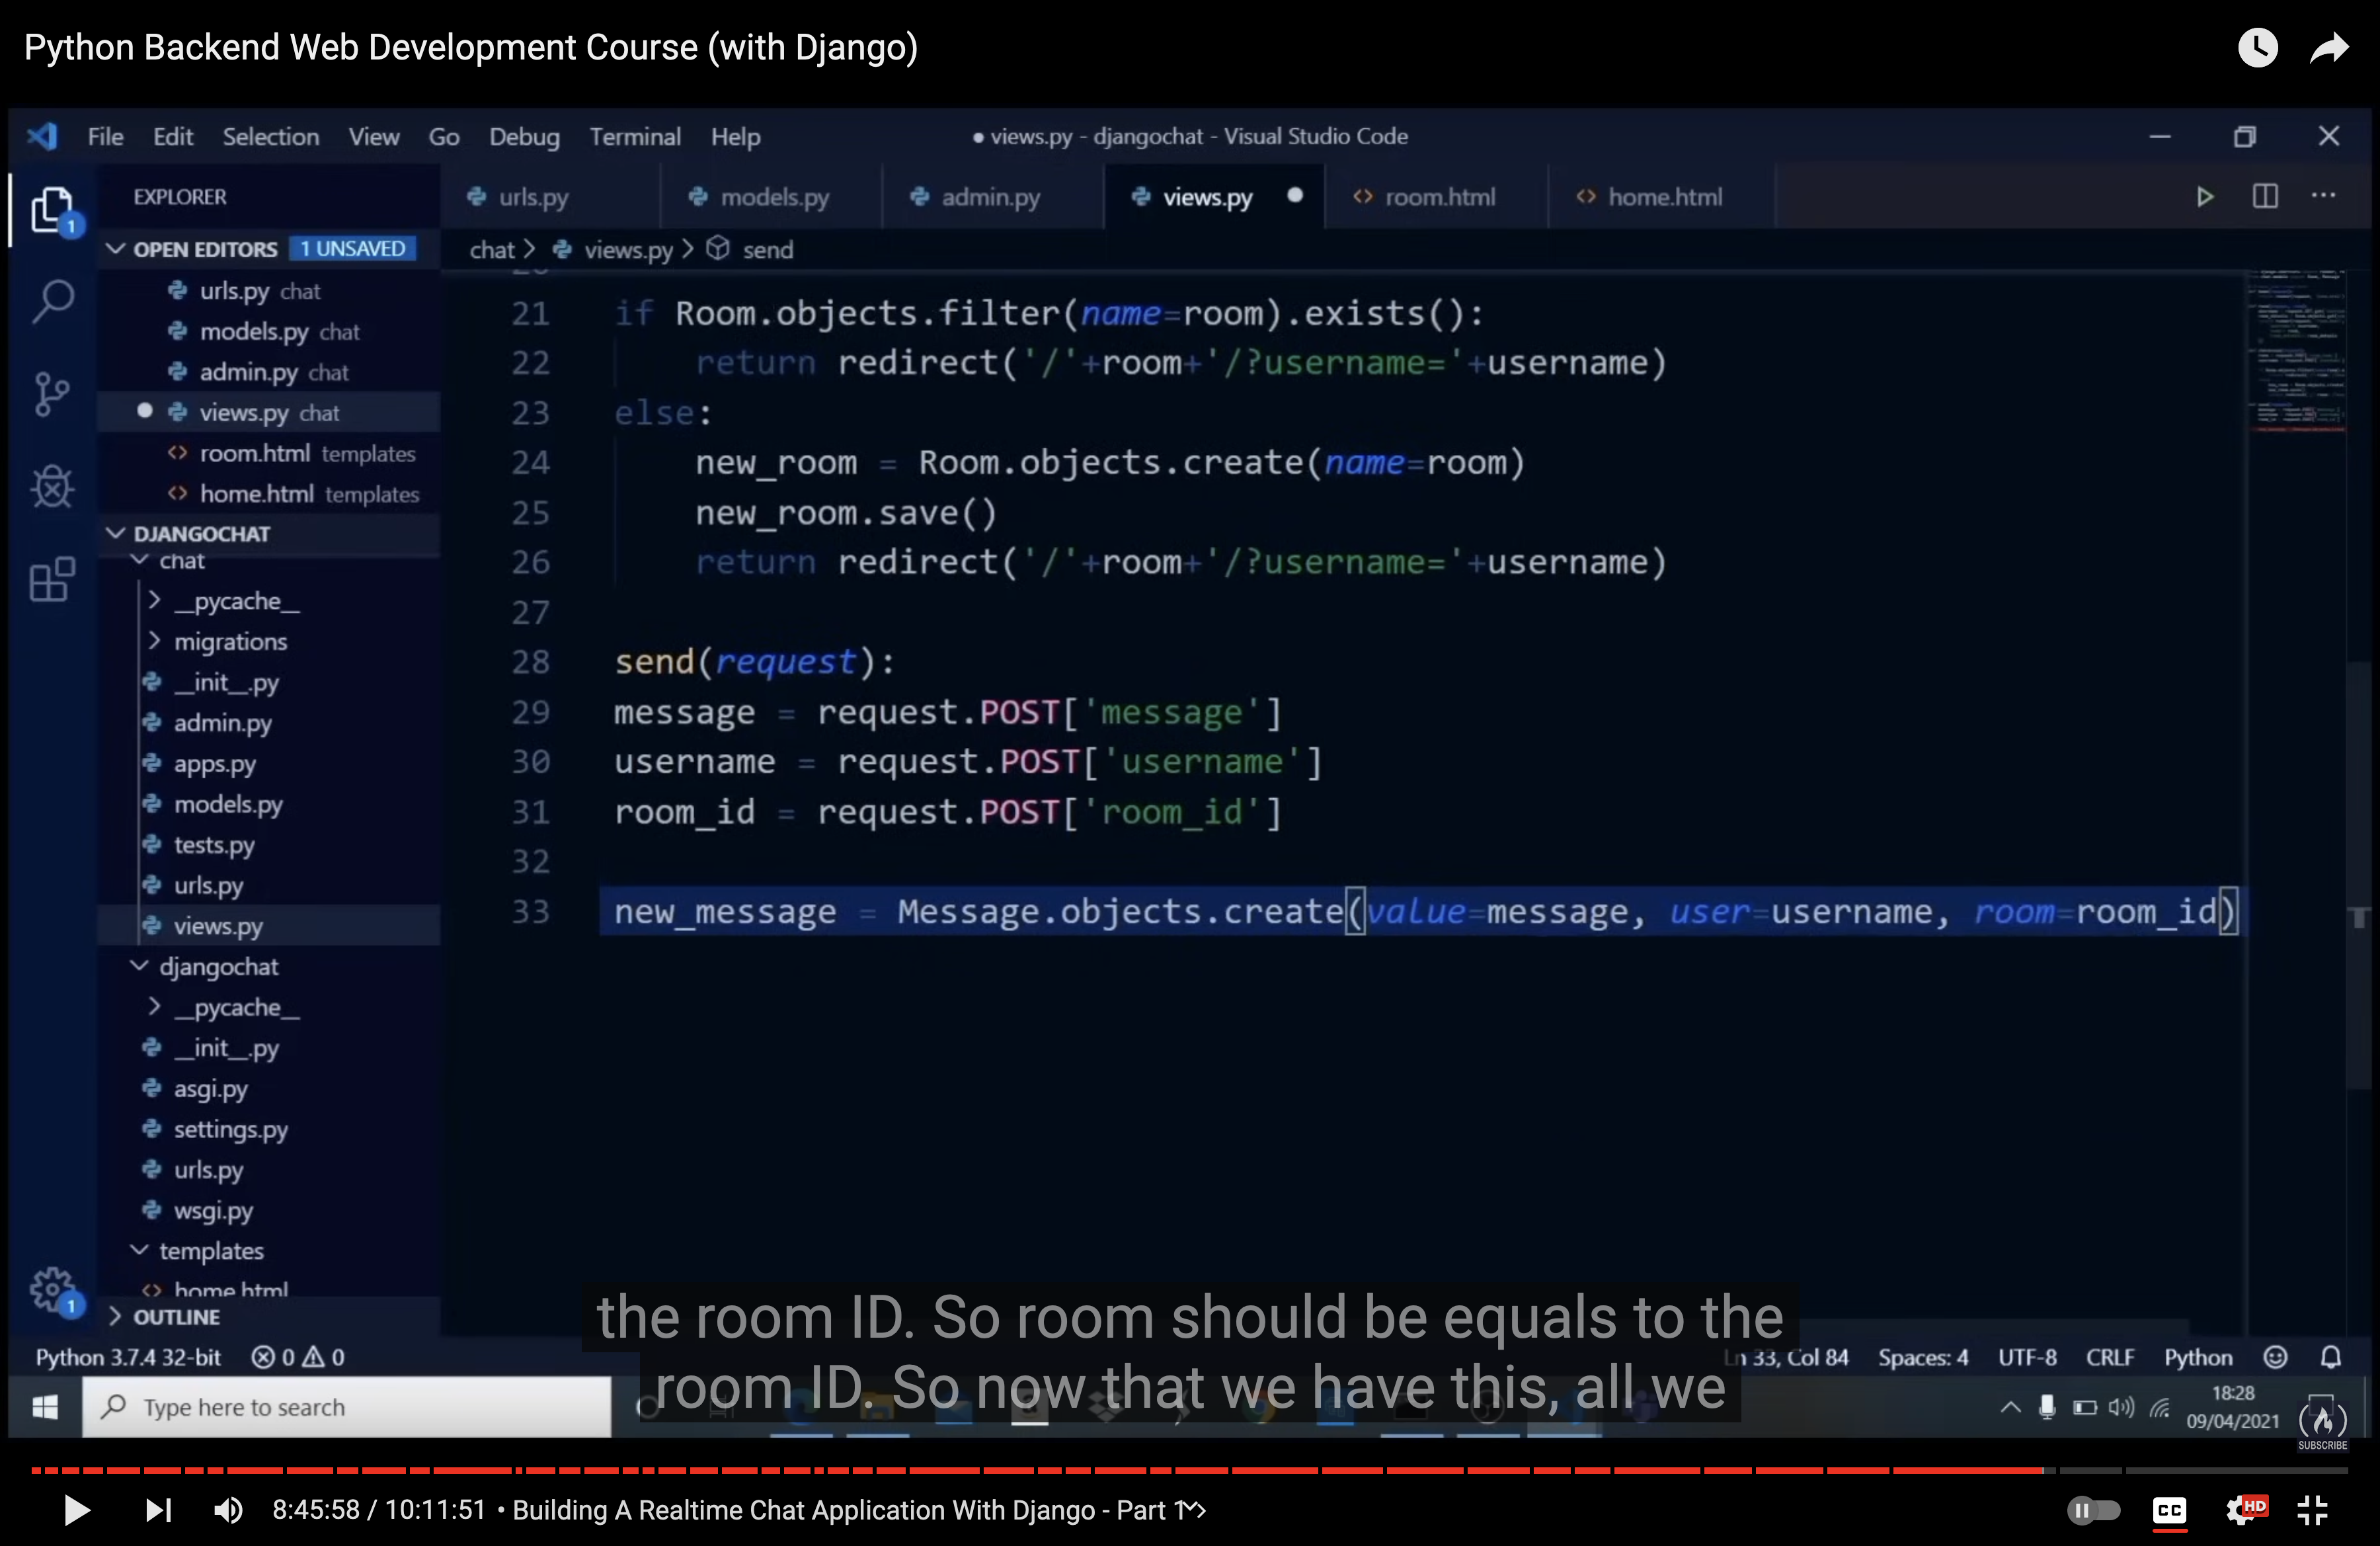 Python Backend Web Development Course (with Django)
File Edit Selection View Go Debug Terminal Help
● views.py - djangochat - Visual Studio Code
EXPLORER
urls.py models.py admin.py views.py room.html home.html
OPEN EDITORS 1 UNSAVED
chat > views.py > send
urls.py chat
models.py chat
admin.py chat
views.py chat
room.html templates
home.html templates
DJANGOCHAT
chat
__pycache__
migrations
__init__.py
admin.py
apps.py
models.py
tests.py
urls.py
views.py
djangochat
__pycache__
__init__.py
asgi.py
settings.py
urls.py
wsgi.py
templates
home.html
OUTLINE
1
1
21 if Room.objects.filter(name=room).exists():
22 return redirect('/'+room+'/?username='+username)
23 else:
24 new_room = Room.objects.create(name=room)
25 new_room.save()
26 return redirect('/'+room+'/?username='+username)
27
28 send(request):
29 message = request.POST['message']
30 username = request.POST['username']
31 room_id = request.POST['room_id']
32
33 new_message = Message.objects.create(value=message, user=username, room=room_id)
the room ID. So room should be equals to the
room ID. So now that we have this, all we
Python 3.7.4 32-bit 0 0
Ln 33, Col 84 Spaces: 4 UTF-8 CRLF Python
Type here to search
18:28
09/04/2021
SUBSCRIBE
8:45:58 / 10:11:51 • Building A Realtime Chat Application With Django - Part 1
CC
HD